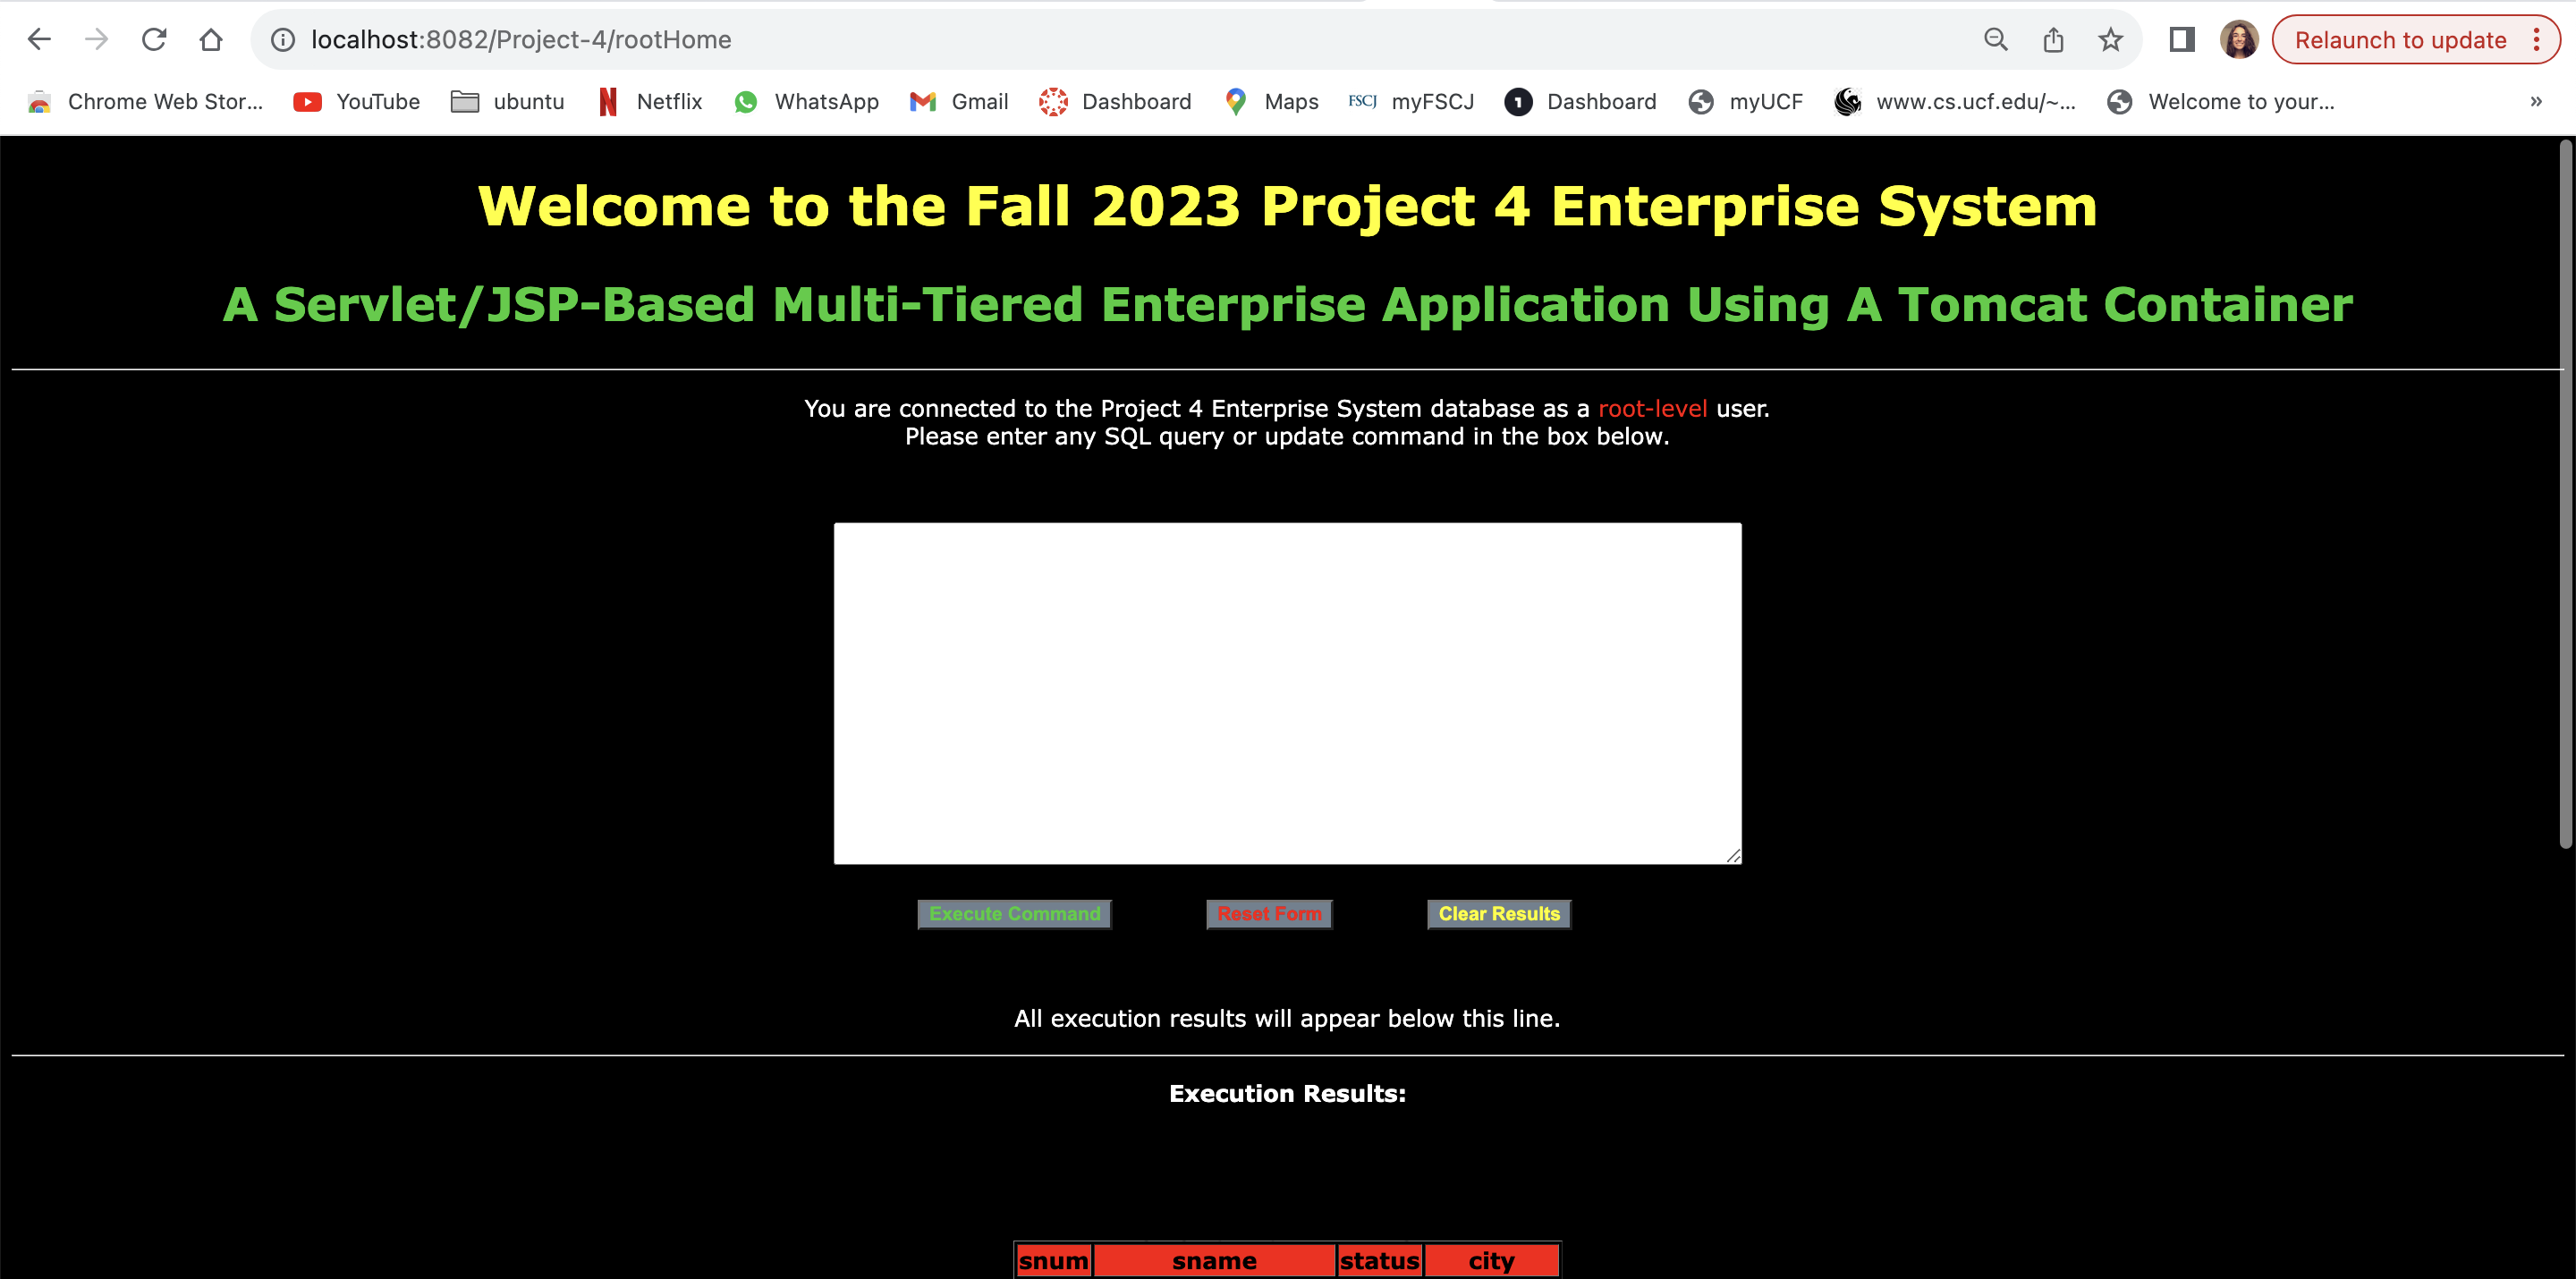 localhost:8082/Project-4/rootHome
Relaunch to update
Chrome Web Stor... YouTube ubuntu Netflix WhatsApp Gmail Dashboard Maps FSCJ myFSCJ 1 Dashboard myUCF www.cs.ucf.edu/~... Welcome to your... »
Welcome to the Fall 2023 Project 4 Enterprise System
A Servlet/JSP-Based Multi-Tiered Enterprise Application Using A Tomcat Container
You are connected to the Project 4 Enterprise System database as a root-level user.
Please enter any SQL query or update command in the box below.
Execute Command Reset Form Clear Results
All execution results will appear below this line.
Execution Results:
snum sname status city